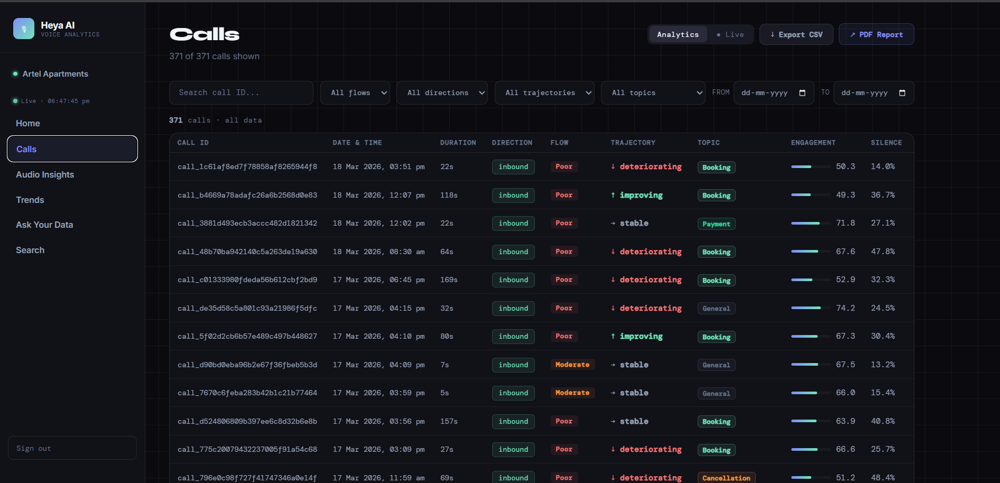 Heya AI
VOICE ANALYTICS
Artel Apartments
Live · 06:47:45 pm
Home
Calls
Audio Insights
Trends
Ask Your Data
Search
Sign out
Calls
371 of 371 calls shown
Analytics
● Live
↓ Export CSV
↗ PDF Report
Search call ID...
All flows
All directions
All trajectories
All topics
FROM dd-mm-yyyy
TO dd-mm-yyyy
371 calls · all data
CALL ID DATE & TIME DURATION DIRECTION FLOW TRAJECTORY TOPIC ENGAGEMENT SILENCE
call_1c61af8ed7f78858af8265944f8 18 Mar 2026, 03:51 pm 22s inbound Poor ↓ deteriorating Booking 50.3 14.0%
call_b4669a78adafc26a6b2568d0e83 18 Mar 2026, 12:07 pm 118s inbound Poor ↑ improving Booking 49.3 36.7%
call_3881d493ecb3accc482d1821342 18 Mar 2026, 12:02 pm 22s inbound Poor → stable Payment 71.8 27.1%
call_48b70ba942140c5a263de19a630 18 Mar 2026, 08:30 am 64s inbound Poor ↓ deteriorating Booking 67.6 47.8%
call_c01333980fdeda56b612cbf2bd9 17 Mar 2026, 06:45 pm 169s inbound Poor ↓ deteriorating Booking 52.9 32.3%
call_de35d58c5a801c93a21986f5dfc 17 Mar 2026, 04:15 pm 32s inbound Poor ↓ deteriorating General 74.2 24.5%
call_5f02d2cb6b57e489c497b448627 17 Mar 2026, 04:10 pm 80s inbound Poor ↑ improving Booking 67.3 30.4%
call_d90bd0eba96b2e67f36fbeb5b3d 17 Mar 2026, 04:09 pm 7s inbound Moderate → stable General 67.5 13.2%
call_7670c6feba283b42b1c21b77464 17 Mar 2026, 03:59 pm 5s inbound Moderate → stable General 66.0 15.4%
call_d524806809b397ee6c8d32b6e8b 17 Mar 2026, 03:56 pm 157s inbound Poor → stable Booking 63.9 40.8%
call_775c20079432237005f91a54c68 17 Mar 2026, 03:09 pm 27s inbound Poor ↓ deteriorating Booking 66.6 25.7%
call_796e0c98f727f41747346a0e14f 17 Mar 2026, 11:59 am 69s inbound Poor ↓ deteriorating Cancellation 51.2 48.4%